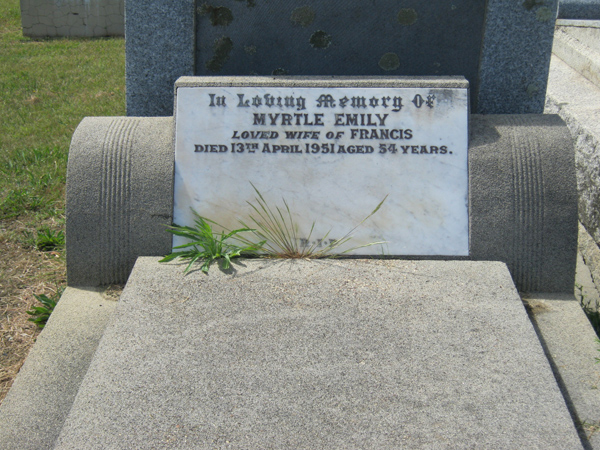 In Loving Memory Of
MYRTLE EMILY
LOVED WIFE OF FRANCIS
DIED 13TH APRIL 1951 AGED 54 YEARS.
R.I.P